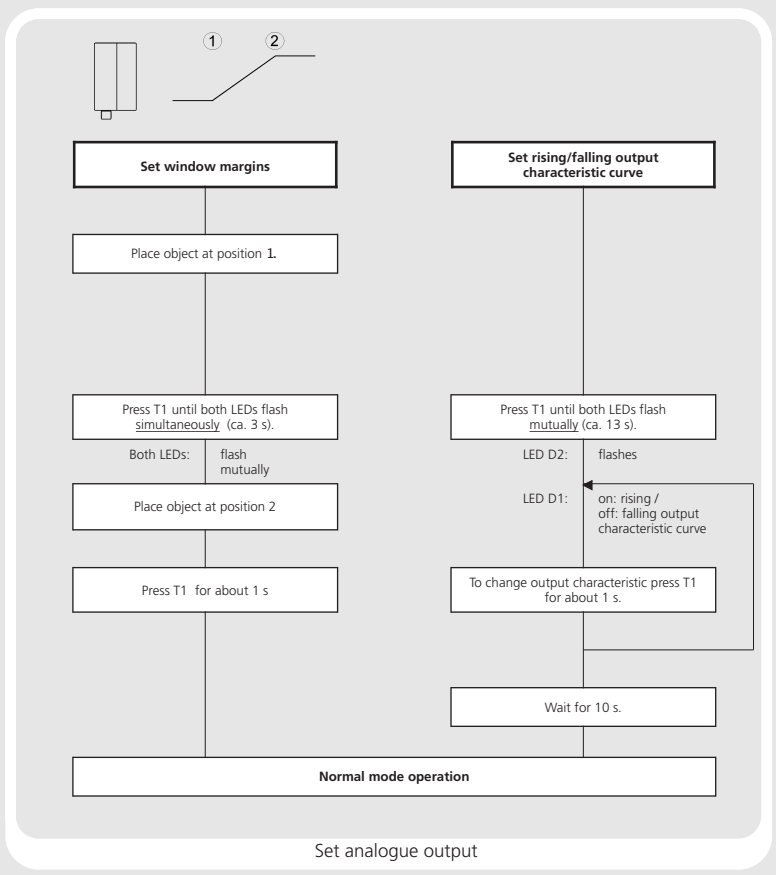 ① ②
Set window margins
Place object at position 1.
Press T1 until both LEDs flash
simultaneously (ca. 3 s).
Both LEDs: flash
mutually
Place object at position 2
Press T1 for about 1 s
Set rising/falling output
characteristic curve
Press T1 until both LEDs flash
mutually (ca. 13 s).
LED D2: flashes
LED D1: on: rising /
off: falling output
characteristic curve
To change output characteristic press T1
for about 1 s.
Wait for 10 s.
Normal mode operation
Set analogue output